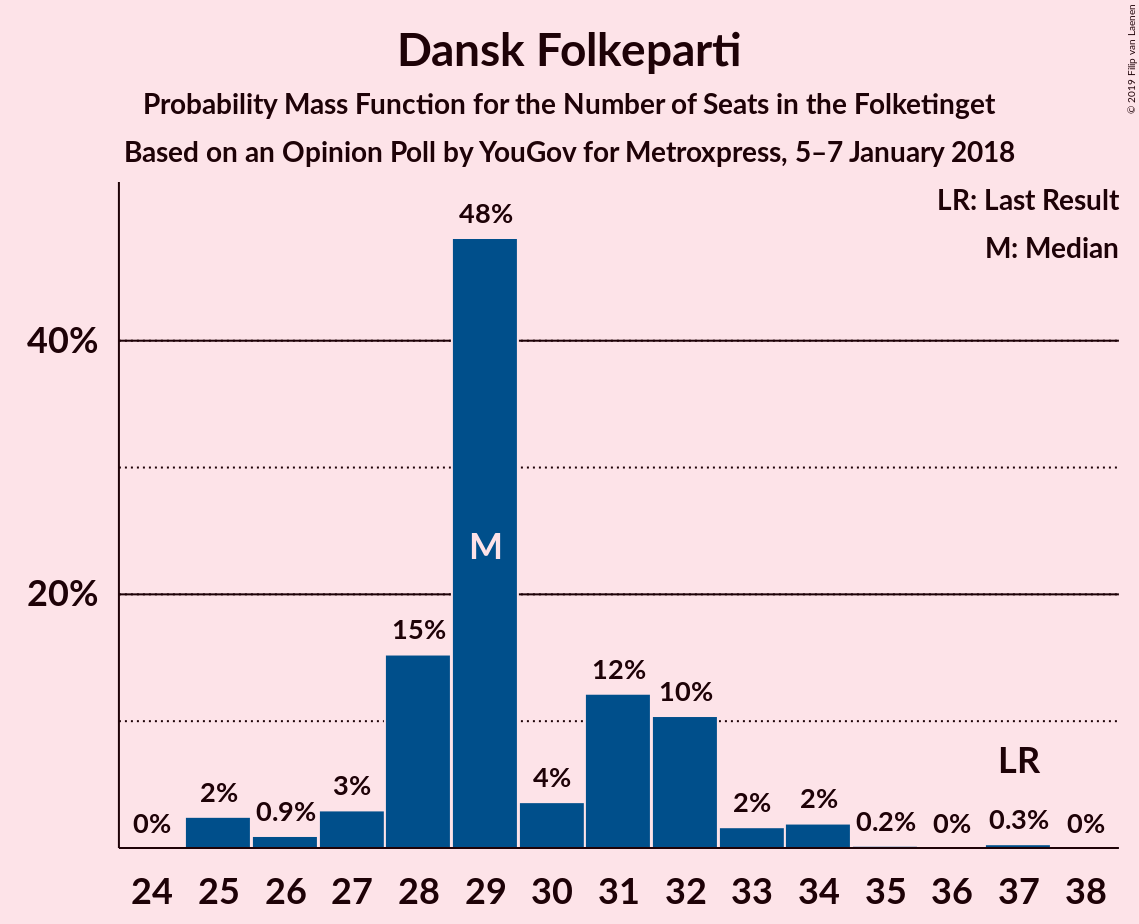 Dansk Folkeparti
Probability Mass Function for the Number of Seats in the Folketinget
Based on an Opinion Poll by YouGov for Metroxpress, 5–7 January 2018
© 2019 Filip van Laenen
LR: Last Result
M: Median
40%
20%
0%
2%
0.9%
3%
15%
48%
M
4%
12%
10%
2%
2%
0.2%
0%
LR
0.3%
0%
24 25 26 27 28 29 30 31 32 33 34 35 36 37 38